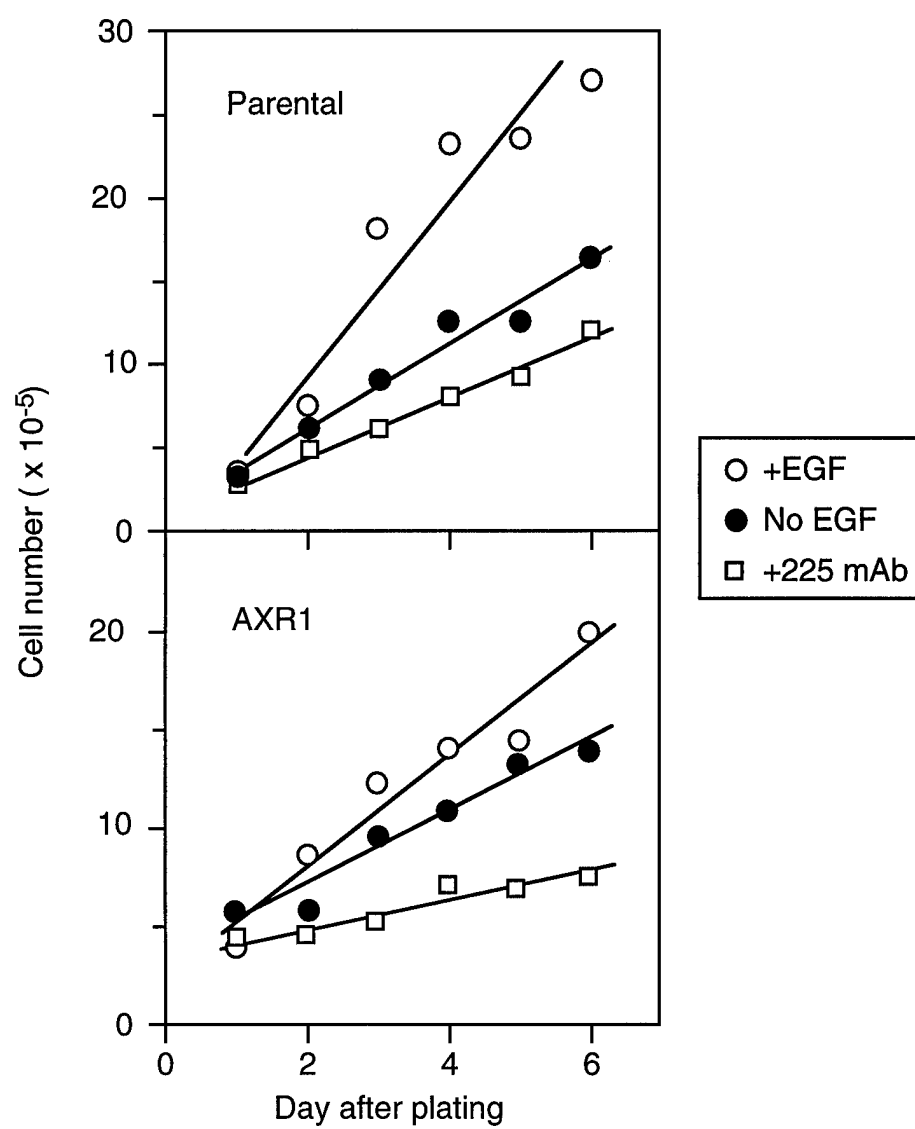 30
Parental
20
10
0
Cell number ( x 10-5)
+EGF
No EGF
+225 mAb
AXR1
20
10
0
0 2 4 6
Day after plating